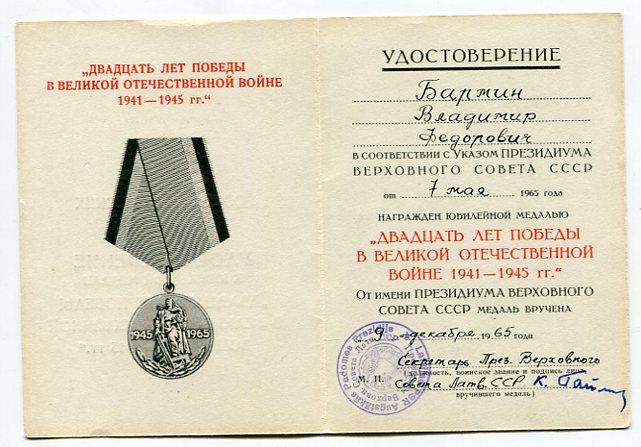 „ДВАДЦАТЬ ЛЕТ ПОБЕДЫ
В ВЕЛИКОЙ ОТЕЧЕСТВЕННОЙ ВОЙНЕ
1941—1945 гг.“
1945 1965
УДОСТОВЕРЕНИЕ
Бартин
Владимир
Федорович
В СООТВЕТСТВИИ С УКАЗОМ ПРЕЗИДИУМА
ВЕРХОВНОГО СОВЕТА СССР
от 7 мая 1965 года
НАГРАЖДЕН ЮБИЛЕЙНОЙ МЕДАЛЬЮ
„ДВАДЦАТЬ ЛЕТ ПОБЕДЫ
В ВЕЛИКОЙ ОТЕЧЕСТВЕННОЙ
ВОЙНЕ 1941—1945 гг.“
От имени ПРЕЗИДИУМА ВЕРХОВНОГО
СОВЕТА СССР МЕДАЛЬ ВРУЧЕНА
9 декабря 1965 года
Секретарь През. Верховного
(должность, воинское звание и подпись лица,
М. П. Совета Латв. ССР
вручившего медаль)